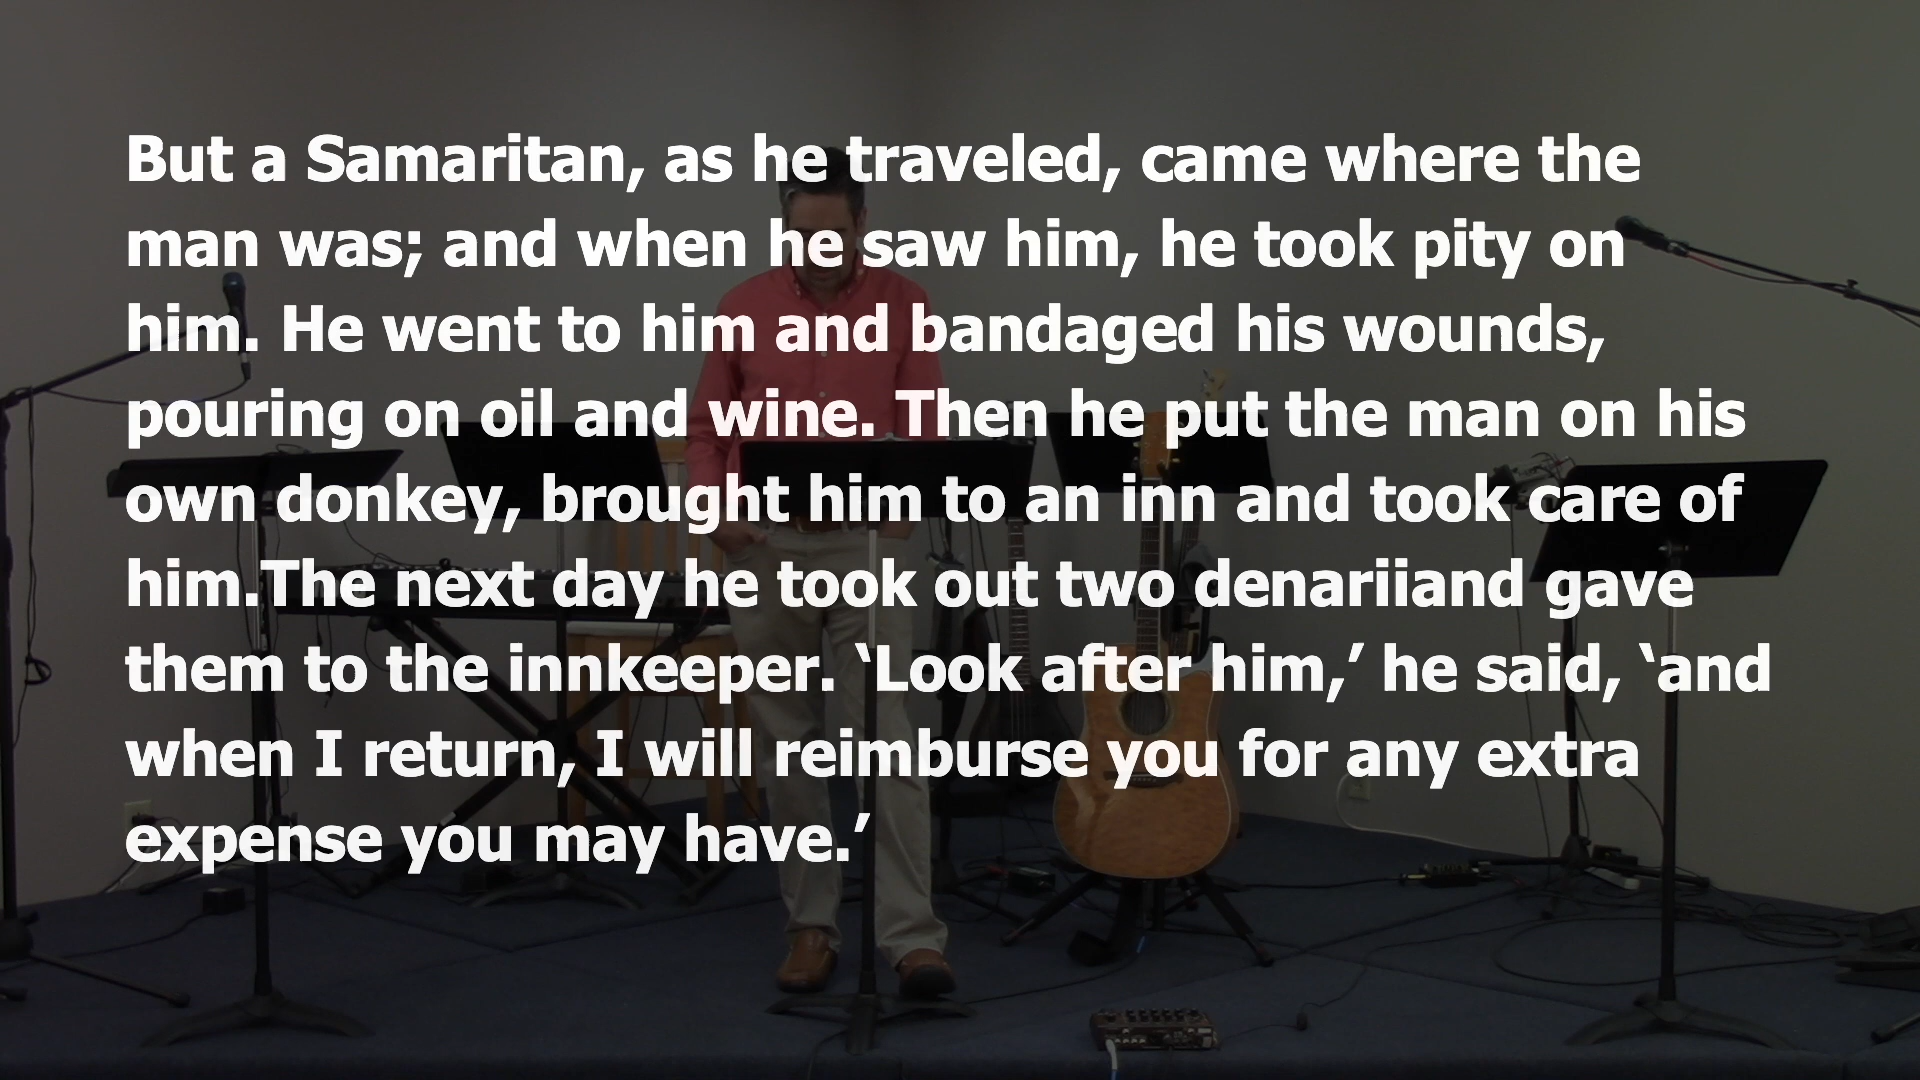 But a Samaritan, as he traveled, came where the
man was; and when he saw him, he took pity on
him. He went to him and bandaged his wounds,
pouring on oil and wine. Then he put the man on his
own donkey, brought him to an inn and took care of
him.The next day he took out two denariiand gave
them to the innkeeper. ‘Look after him,’ he said, ‘and
when I return, I will reimburse you for any extra
expense you may have.’